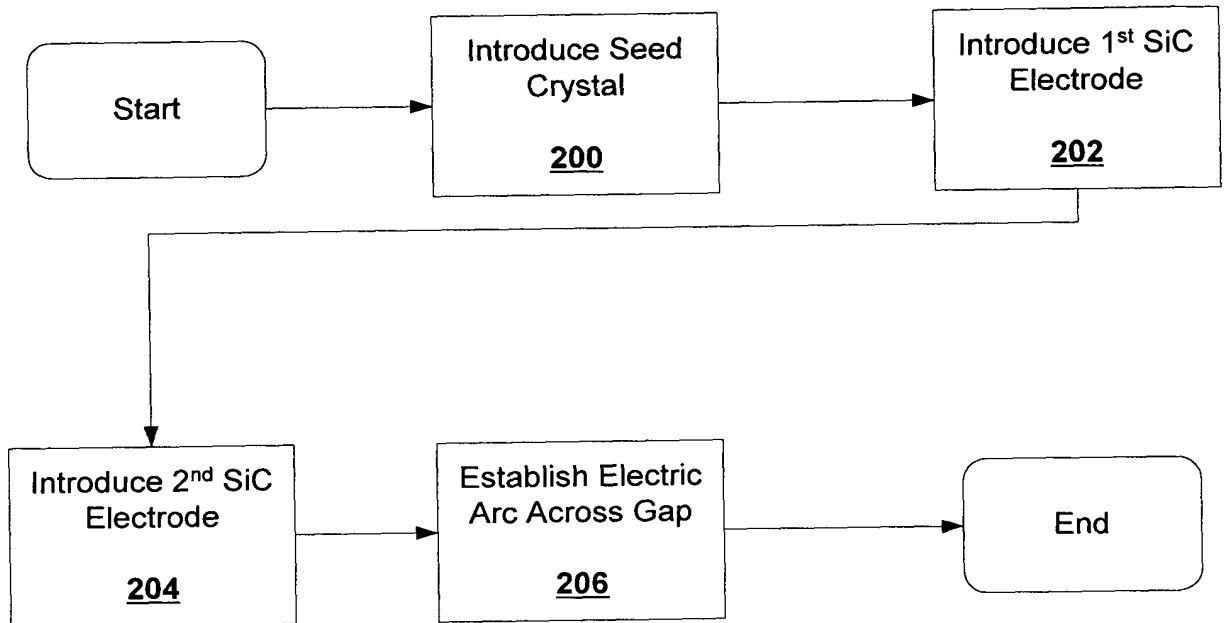 Start
Introduce Seed
Crystal
200
Introduce 1st SiC
Electrode
202
Introduce 2nd SiC
Electrode
204
Establish Electric
Arc Across Gap
206
End